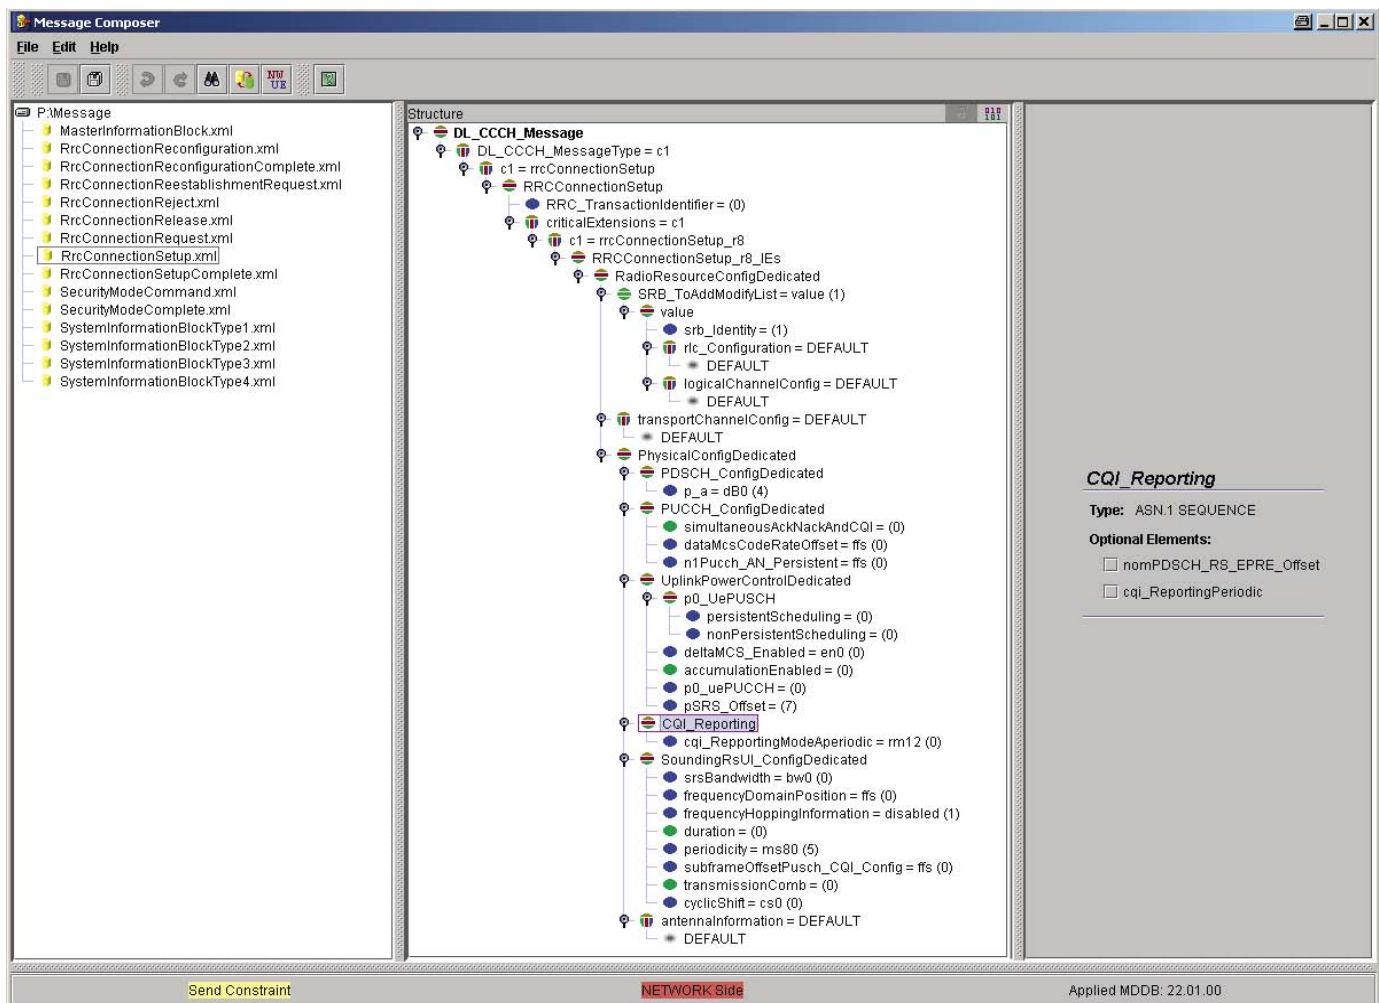 Message Composer
File Edit Help
NW
UE
P:\Message
MasterInformationBlock.xml
RrcConnectionReconfiguration.xml
RrcConnectionReconfigurationComplete.xml
RrcConnectionReestablishmentRequest.xml
RrcConnectionReject.xml
RrcConnectionRelease.xml
RrcConnectionRequest.xml
RrcConnectionSetup.xml
RrcConnectionSetupComplete.xml
SecurityModeCommand.xml
SecurityModeComplete.xml
SystemInformationBlockType1.xml
SystemInformationBlockType2.xml
SystemInformationBlockType3.xml
SystemInformationBlockType4.xml
Structure
010
101
DL_CCCH_Message
DL_CCCH_MessageType = c1
c1 = rrcConnectionSetup
RRCConnectionSetup
RRC_TransactionIdentifier = (0)
criticalExtensions = c1
c1 = rrcConnectionSetup_r8
RRCConnectionSetup_r8_IEs
RadioResourceConfigDedicated
SRB_ToAddModifyList = value (1)
value
srb_Identity = (1)
rlc_Configuration = DEFAULT
DEFAULT
logicalChannelConfig = DEFAULT
DEFAULT
transportChannelConfig = DEFAULT
DEFAULT
PhysicalConfigDedicated
PDSCH_ConfigDedicated
p_a = dB0 (4)
PUCCH_ConfigDedicated
simultaneousAckNackAndCQI = (0)
dataMcsCodeRateOffset = ffs (0)
n1Pucch_AN_Persistent = ffs (0)
UplinkPowerControlDedicated
p0_UePUSCH
persistentScheduling = (0)
nonPersistentScheduling = (0)
deltaMCS_Enabled = en0 (0)
accumulationEnabled = (0)
p0_uePUCCH = (0)
pSRS_Offset = (7)
CQI_Reporting
cqi_RepportingModeAperiodic = rm12 (0)
SoundingRsUl_ConfigDedicated
srsBandwidth = bw0 (0)
frequencyDomainPosition = ffs (0)
frequencyHoppingInformation = disabled (1)
duration = (0)
periodicity = ms80 (5)
subframeOffsetPusch_CQI_Config = ffs (0)
transmissionComb = (0)
cyclicShift = cs0 (0)
antennaInformation = DEFAULT
DEFAULT
CQI_Reporting
Type: ASN.1 SEQUENCE
Optional Elements:
nomPDSCH_RS_EPRE_Offset
cqi_ReportingPeriodic
Send Constraint
NETWORK Side
Applied MDDB: 22.01.00